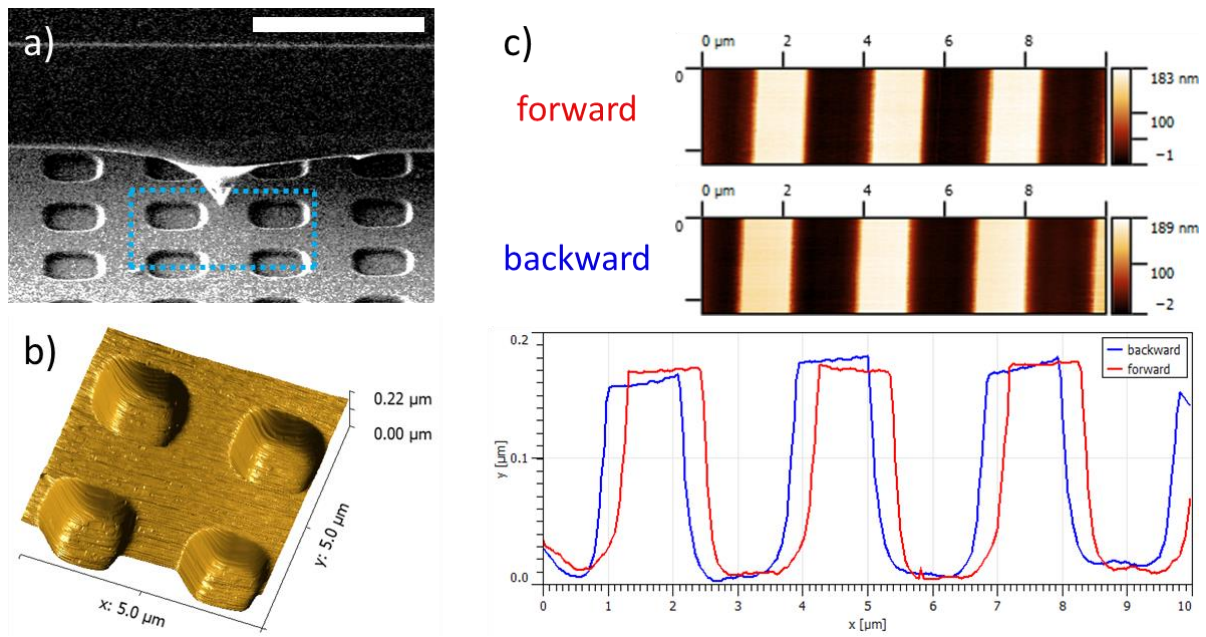 a)
b)
0.22 µm
0.00 µm
x: 5.0 µm
y: 5.0 µm
c)
forward
0 µm 2 4 6 8
0
183 nm
100
−1
backward
0 µm 2 4 6 8
0
189 nm
100
−2
0.2
0.1
0.0
y [µm]
backward
forward
0 1 2 3 4 5 6 7 8 9 10
x [µm]